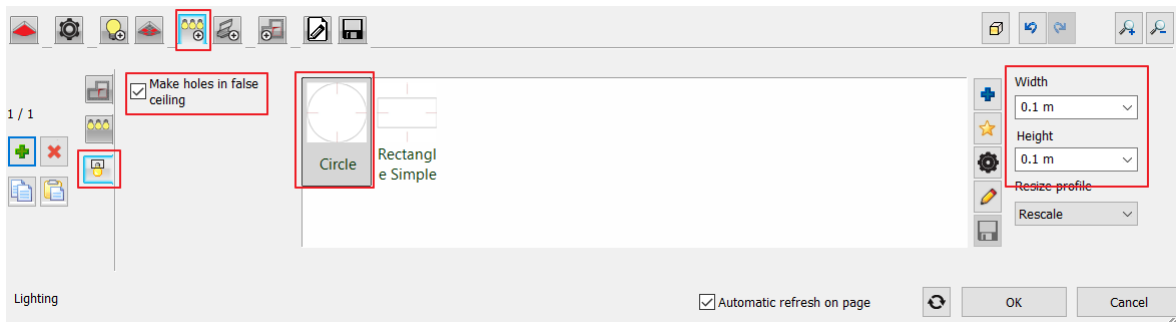 Make holes in false
ceiling
1 / 1
Circle
Rectangl
e Simple
Width
0.1 m
Height
0.1 m
Resize profile
Rescale
Lighting
Automatic refresh on page
OK
Cancel